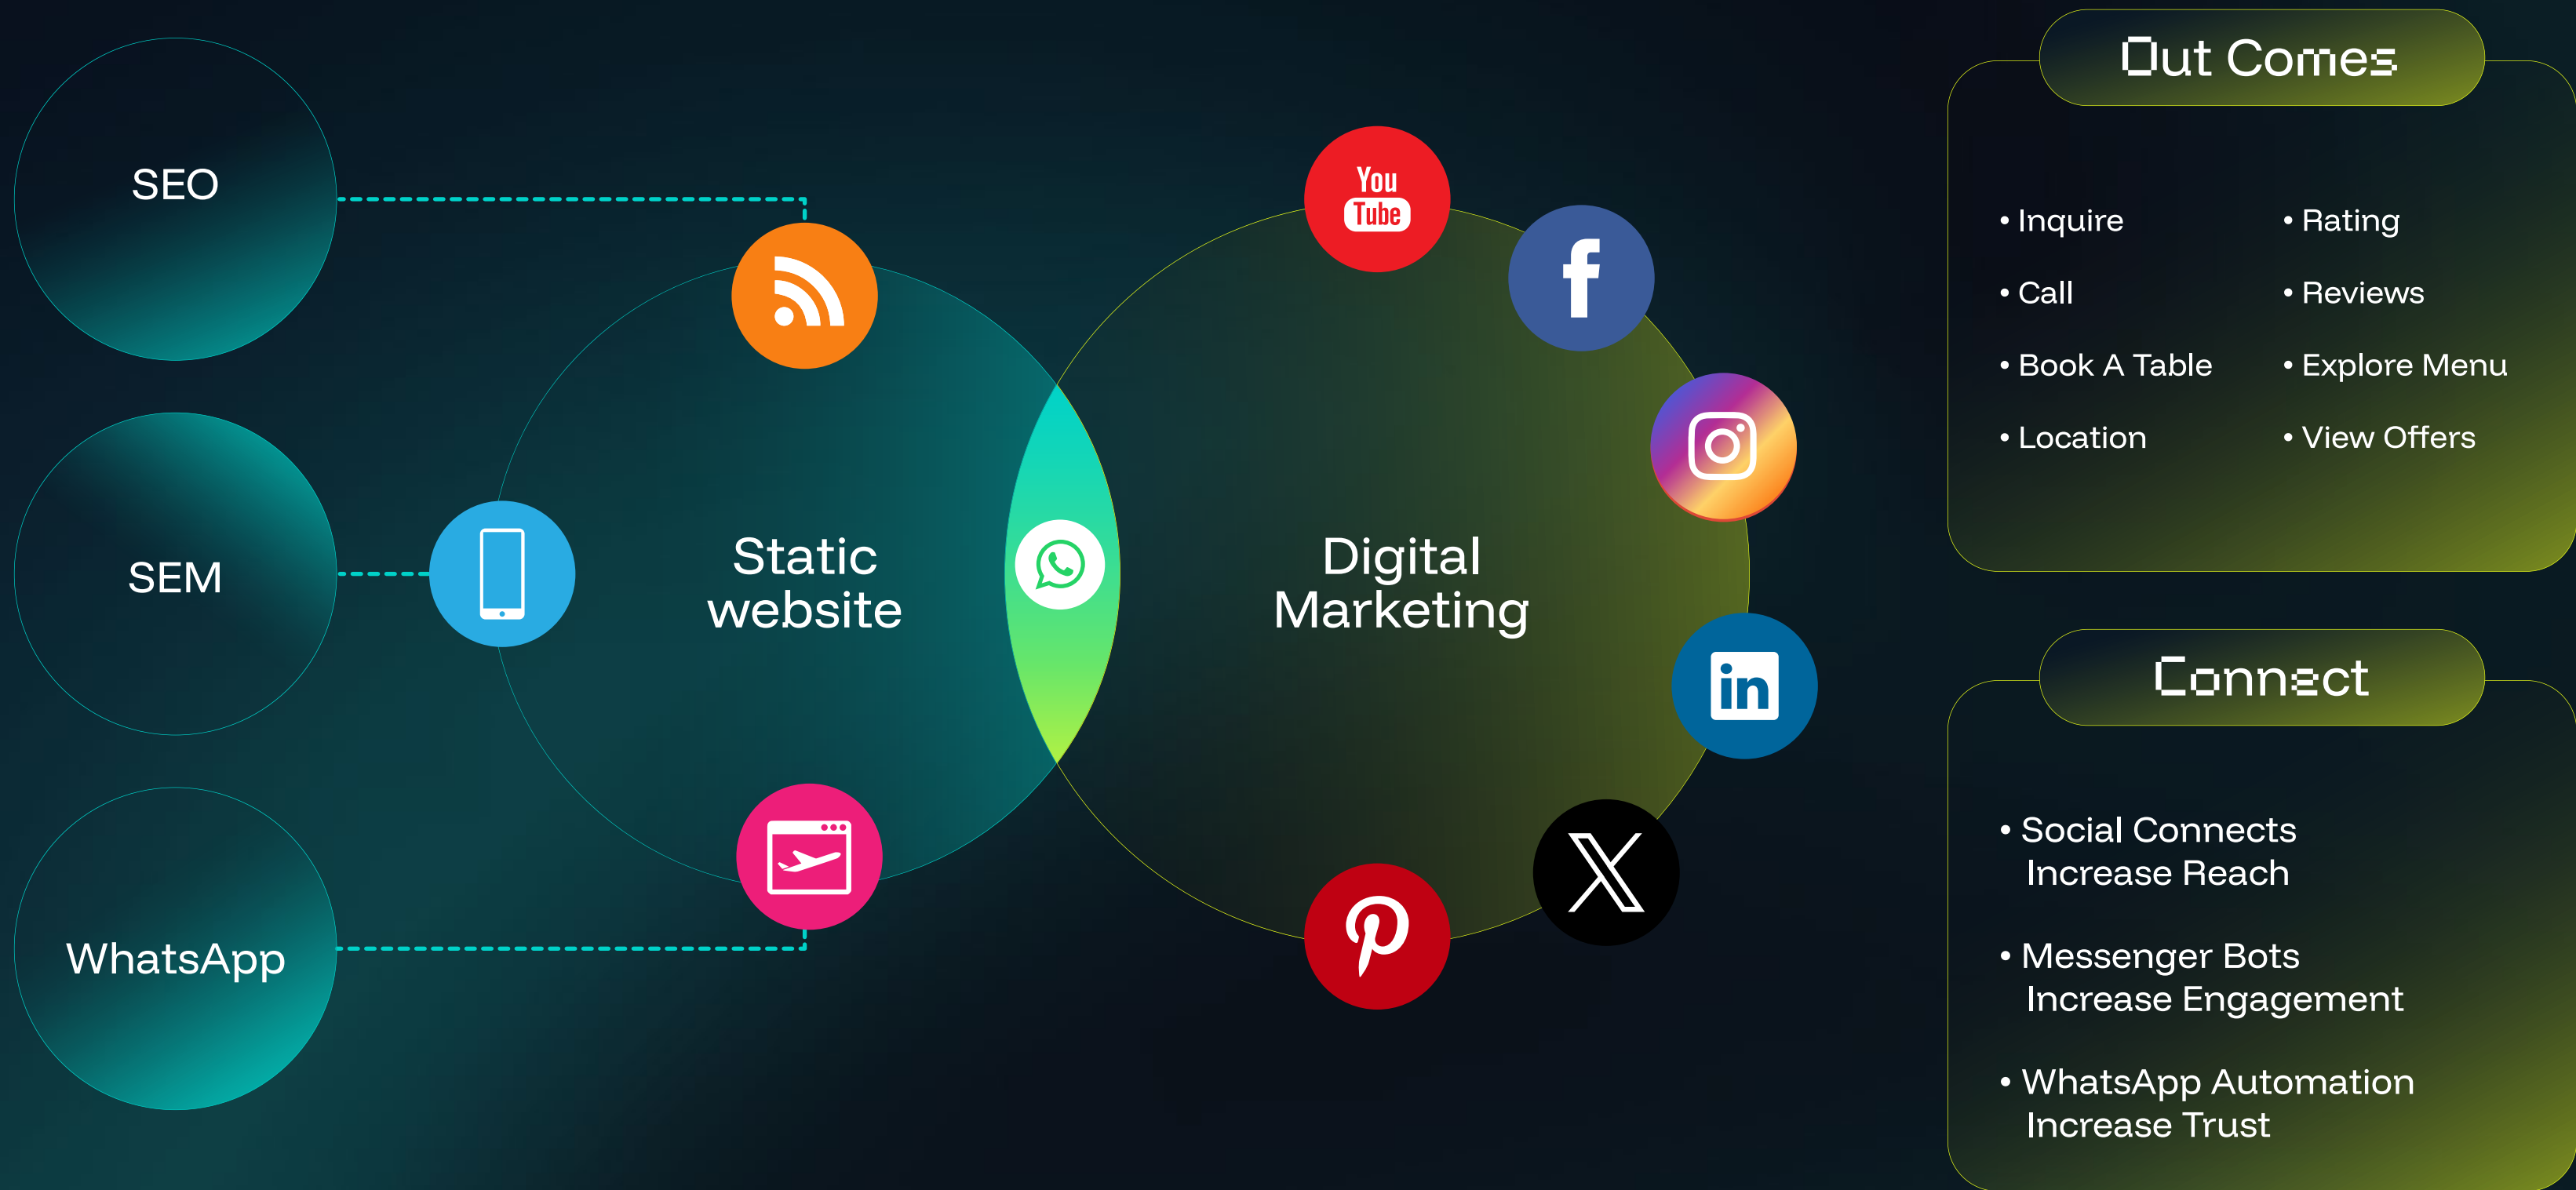 SEO
SEM
WhatsApp
Static
website
You
Tube
f
in
X
Digital
Marketing
Out Comes
• Inquire
• Call
• Book A Table
• Location
• Rating
• Reviews
• Explore Menu
• View Offers
Connect
• Social Connects
Increase Reach
• Messenger Bots
Increase Engagement
• WhatsApp Automation
Increase Trust